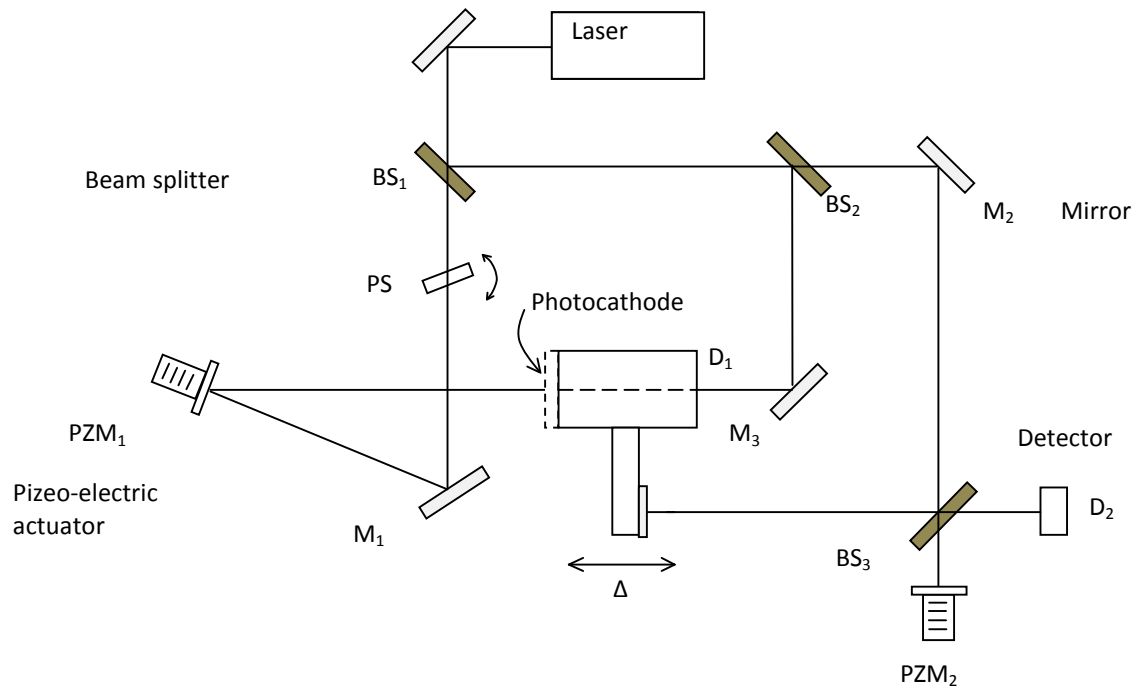 Laser
Beam splitter
BS₁
BS₂
M₂
Mirror
PS
Photocathode
D₁
PZM₁
M₃
Detector
Pizeo-electric
actuator
M₁
D₂
BS₃
Δ
PZM₂